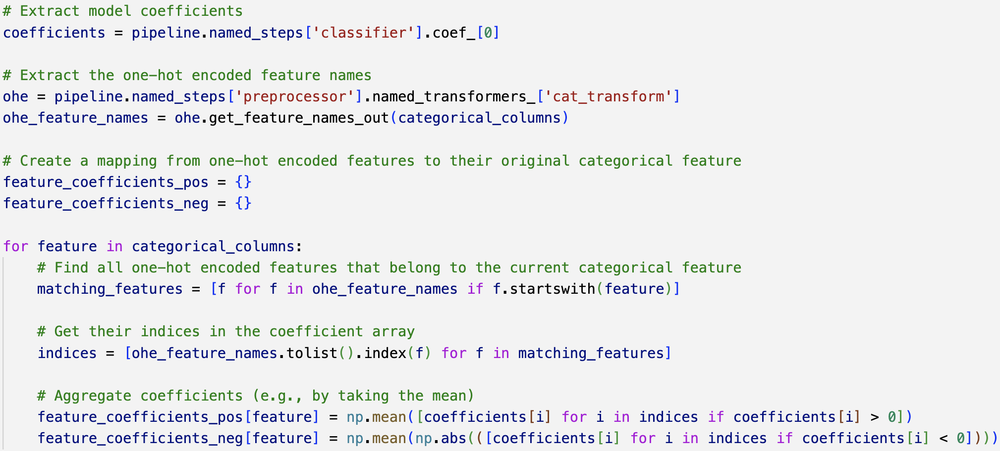 # Extract model coefficients
coefficients = pipeline.named_steps['classifier'].coef_[0]

# Extract the one-hot encoded feature names
ohe = pipeline.named_steps['preprocessor'].named_transformers_['cat_transform']
ohe_feature_names = ohe.get_feature_names_out(categorical_columns)

# Create a mapping from one-hot encoded features to their original categorical feature
feature_coefficients_pos = {}
feature_coefficients_neg = {}

for feature in categorical_columns:
    # Find all one-hot encoded features that belong to the current categorical feature
    matching_features = [f for f in ohe_feature_names if f.startswith(feature)]

    # Get their indices in the coefficient array
    indices = [ohe_feature_names.tolist().index(f) for f in matching_features]

    # Aggregate coefficients (e.g., by taking the mean)
    feature_coefficients_pos[feature] = np.mean([coefficients[i] for i in indices if coefficients[i] > 0])
    feature_coefficients_neg[feature] = np.mean(np.abs(([coefficients[i] for i in indices if coefficients[i] < 0])))